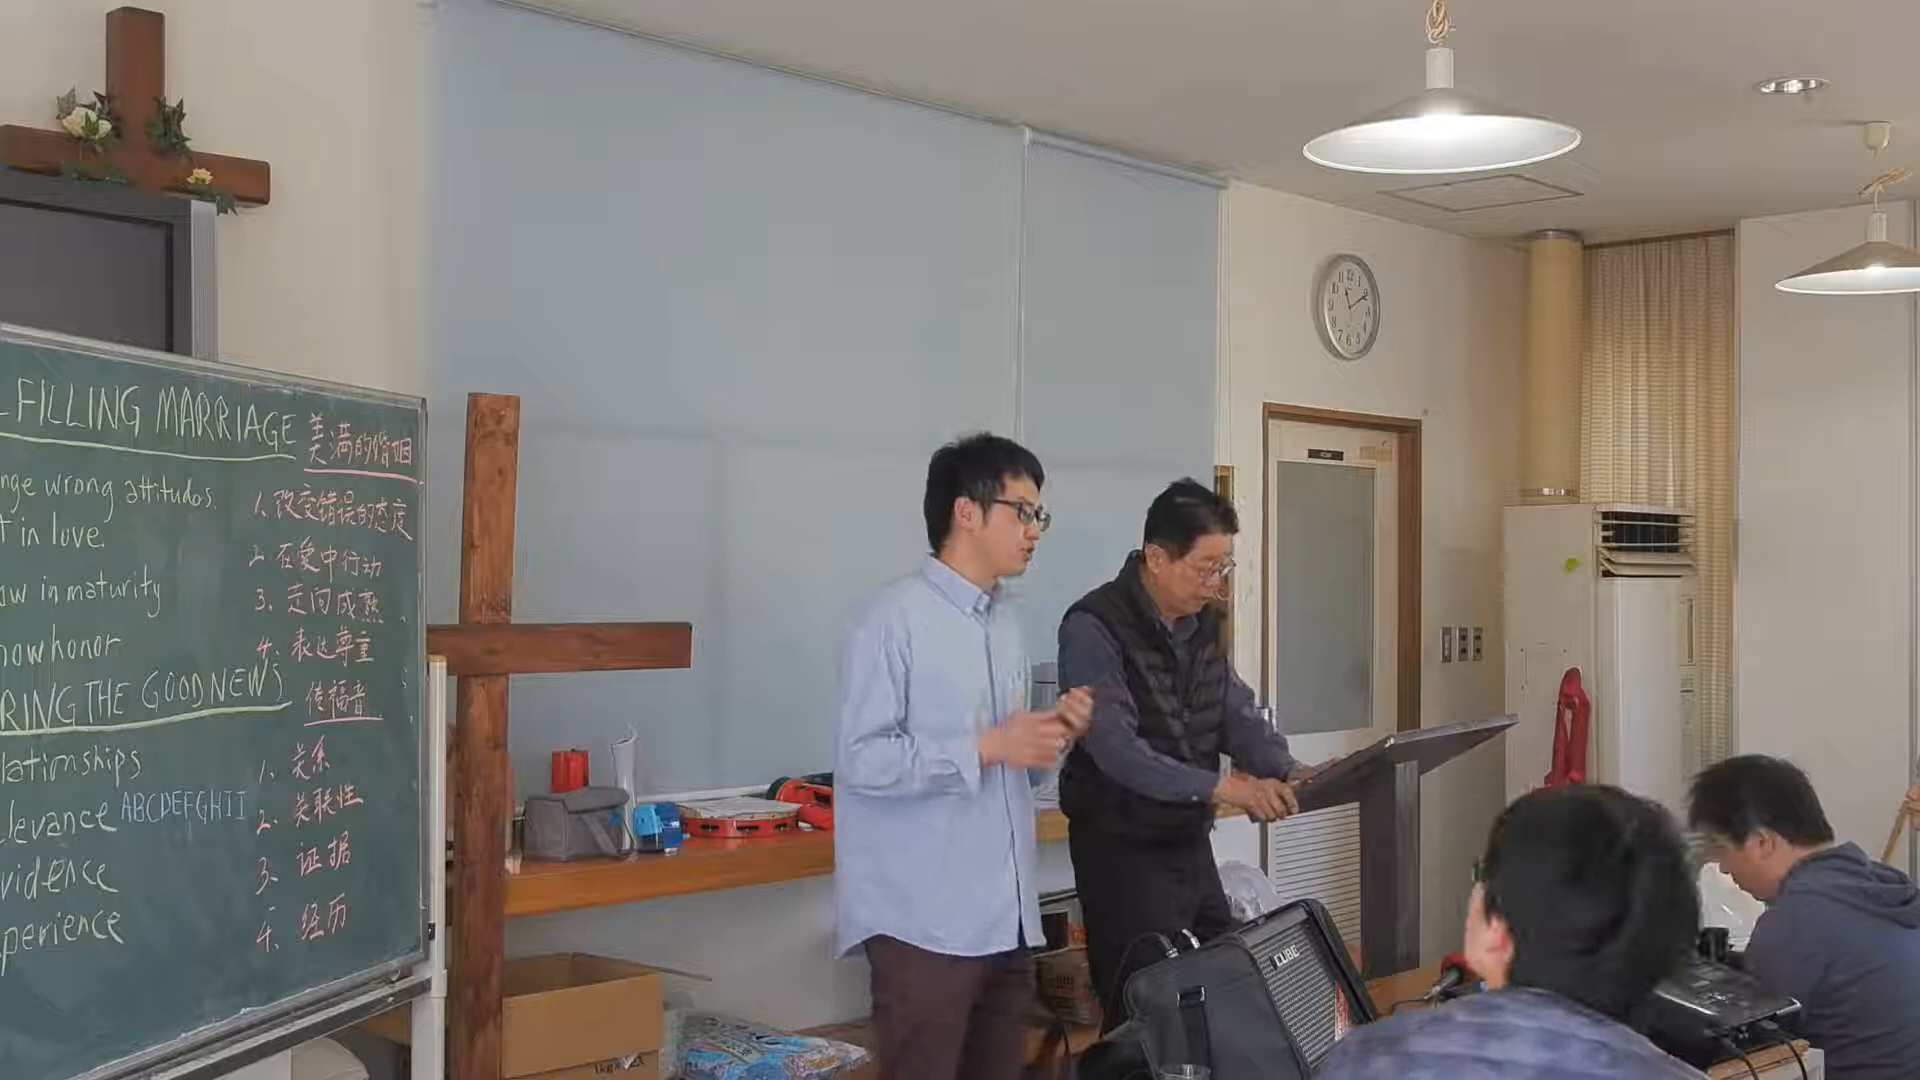 FILLING MARRIAGE 美满的婚姻
nge wrong attitudes. 1. 改变错误的态度
t in love. 2. 在爱中行动
ow in maturity 3. 走向成熟
how honor 4. 表达尊重
RING THE GOOD NEWS 传福音
lationships 1. 关系
levance ABCDEFGHII 2. 关联性
vidence 3. 证据
perience 4. 经历
CUBE